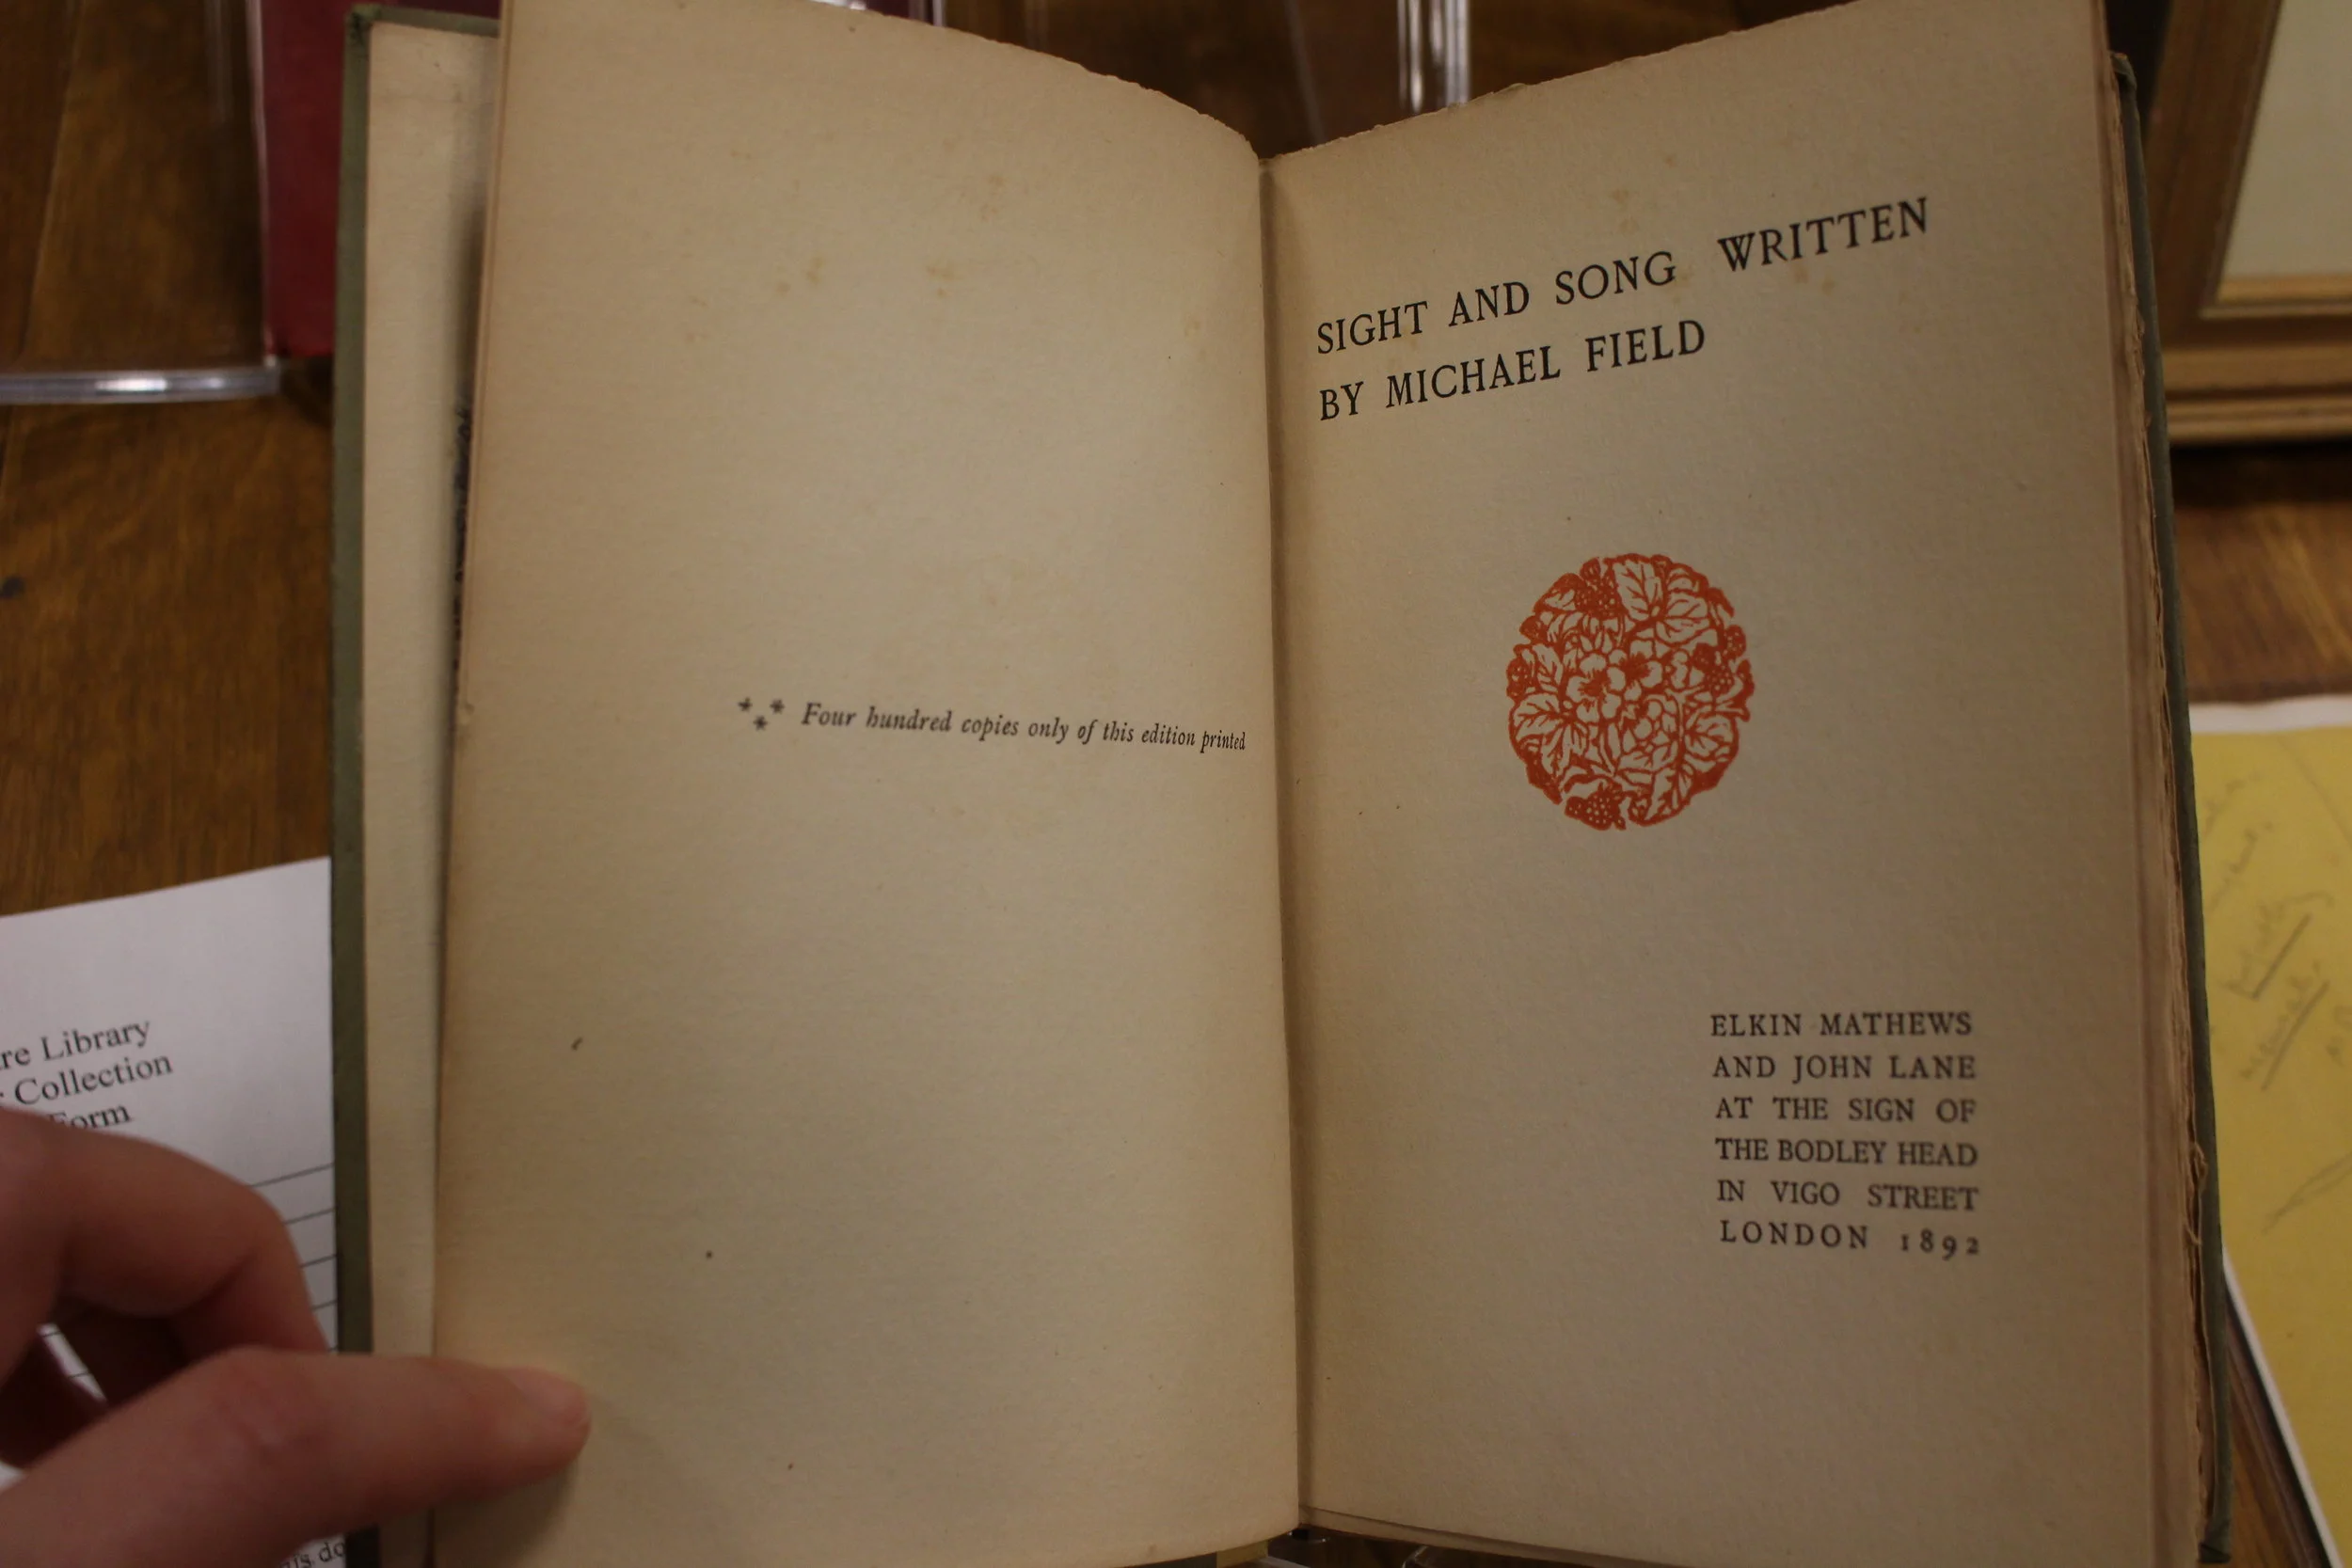 ⁎ ⁎ ⁎ Four hundred copies only of this edition printed
SIGHT AND SONG WRITTEN
BY MICHAEL FIELD
ELKIN MATHEWS
AND JOHN LANE
AT THE SIGN OF
THE BODLEY HEAD
IN VIGO STREET
LONDON 1892
Library
Collection
Form